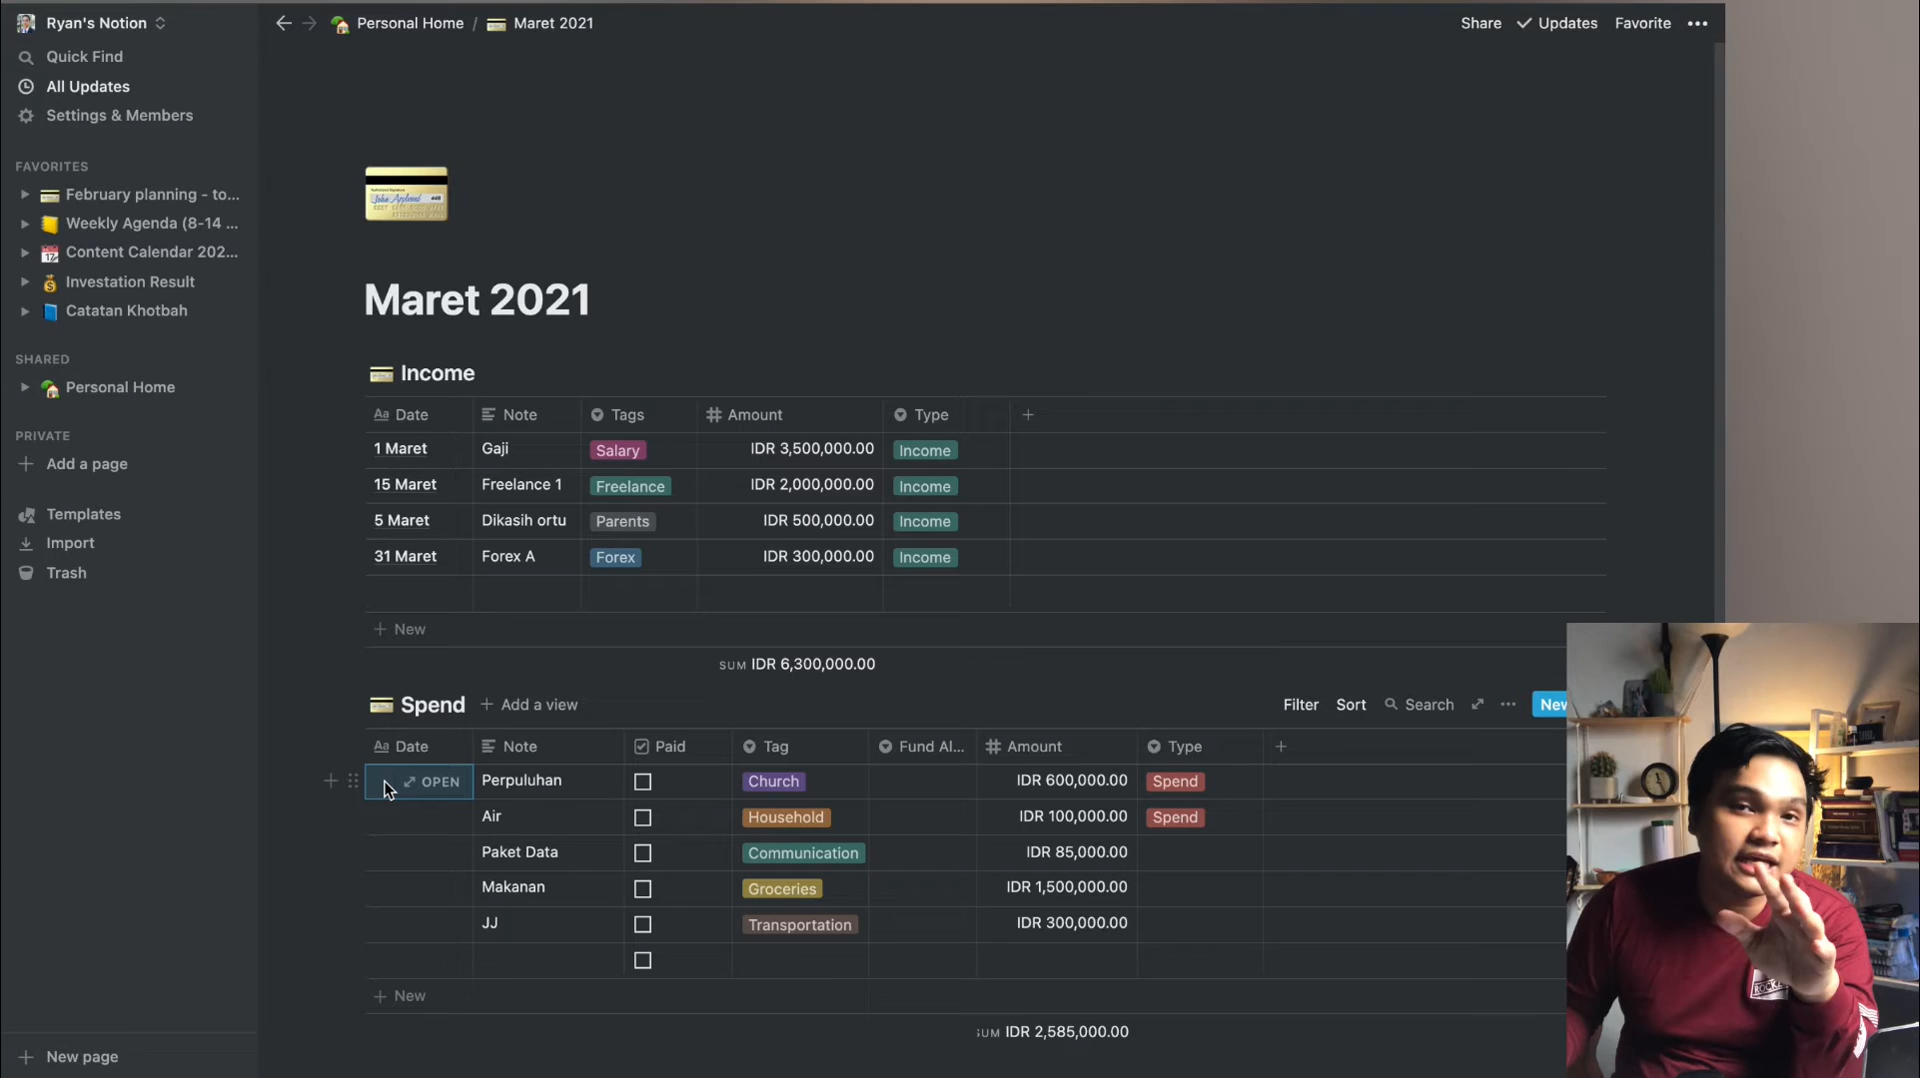 Ryan's Notion
Personal Home / Maret 2021
Share Updates Favorite
Quick Find
All Updates
Settings & Members
FAVORITES
February planning - to...
Weekly Agenda (8-14 ...
Content Calendar 202...
Investation Result
Catatan Khotbah
SHARED
Personal Home
PRIVATE
Add a page
Templates
Import
Trash
New page
Maret 2021
Income
Aa Date Note Tags # Amount Type +
1 Maret Gaji Salary IDR 3,500,000.00 Income
15 Maret Freelance 1 Freelance IDR 2,000,000.00 Income
5 Maret Dikasih ortu Parents IDR 500,000.00 Income
31 Maret Forex A Forex IDR 300,000.00 Income
+ New
SUM IDR 6,300,000.00
Spend + Add a view Filter Sort Search New
Aa Date Note Paid Tag Fund Al... # Amount Type +
OPEN Perpuluhan Church IDR 600,000.00 Spend
Air Household IDR 100,000.00 Spend
Paket Data Communication IDR 85,000.00
Makanan Groceries IDR 1,500,000.00
JJ Transportation IDR 300,000.00
+ New
SUM IDR 2,585,000.00